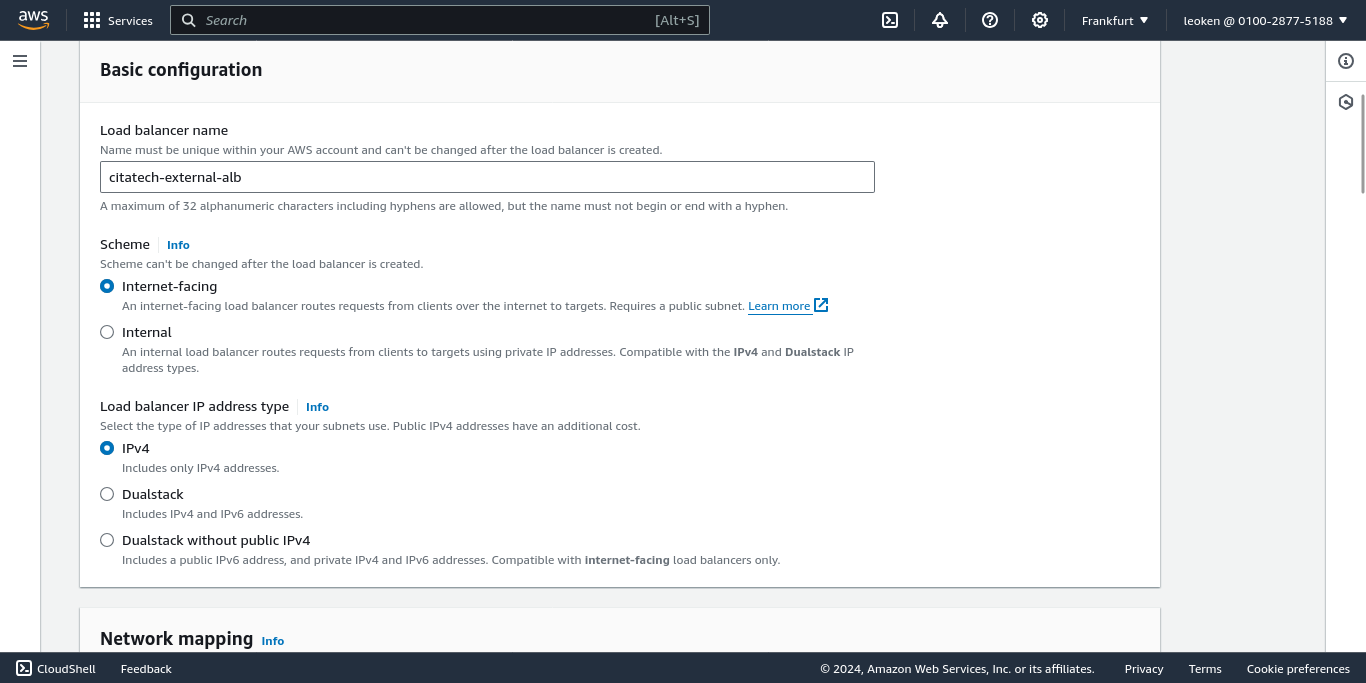 aws Services Search [Alt+S] Frankfurt leoken @ 0100-2877-5188
Basic configuration
Load balancer name
Name must be unique within your AWS account and can't be changed after the load balancer is created.
citatech-external-alb
A maximum of 32 alphanumeric characters including hyphens are allowed, but the name must not begin or end with a hyphen.
Scheme Info
Scheme can't be changed after the load balancer is created.
Internet-facing
An internet-facing load balancer routes requests from clients over the internet to targets. Requires a public subnet. Learn more
Internal
An internal load balancer routes requests from clients to targets using private IP addresses. Compatible with the IPv4 and Dualstack IP
address types.
Load balancer IP address type Info
Select the type of IP addresses that your subnets use. Public IPv4 addresses have an additional cost.
IPv4
Includes only IPv4 addresses.
Dualstack
Includes IPv4 and IPv6 addresses.
Dualstack without public IPv4
Includes a public IPv6 address, and private IPv4 and IPv6 addresses. Compatible with internet-facing load balancers only.
Network mapping Info
CloudShell Feedback © 2024, Amazon Web Services, Inc. or its affiliates. Privacy Terms Cookie preferences